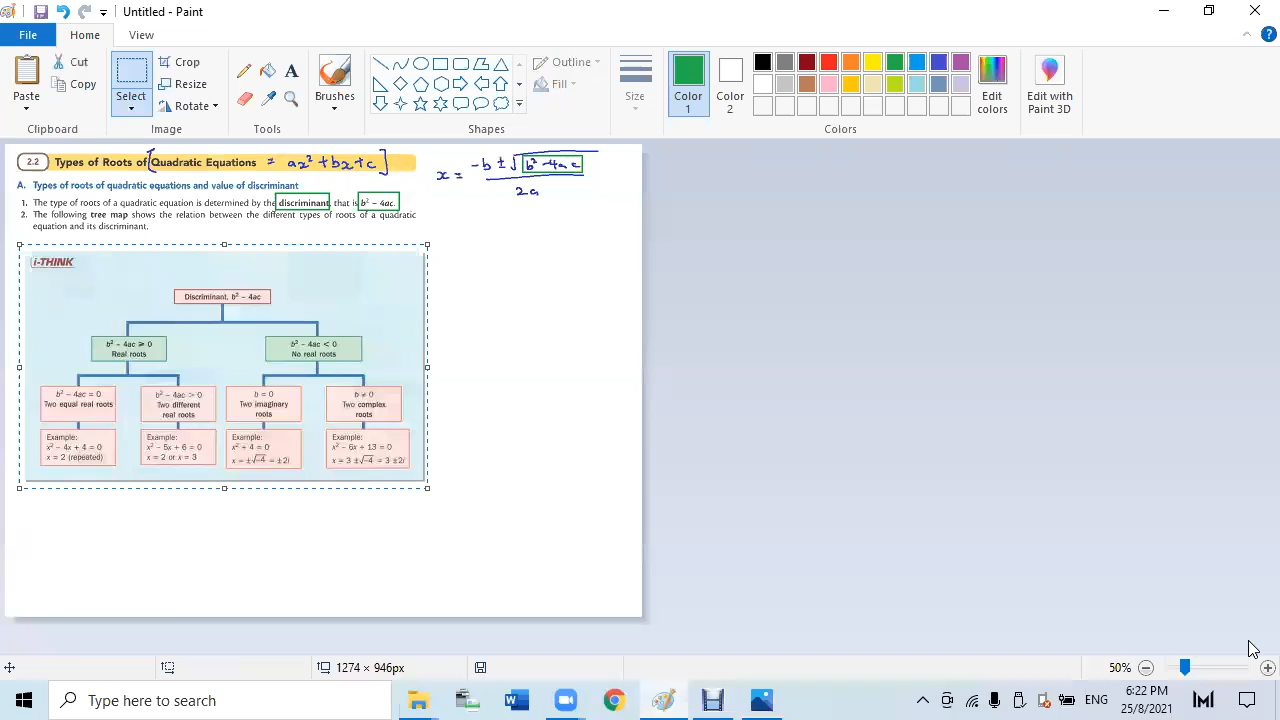 Untitled - Paint
File Home View
Paste Cut Copy Clipboard
Select Crop Resize Rotate Image
Tools
Brushes
Shapes
Outline Fill
Size
Color 1 Color 2 Edit colors Colors
Edit with Paint 3D
2.2 Types of Roots of [Quadratic Equations = ax² + bx + c]
x = -b ± √b² - 4ac
2a
A. Types of roots of quadratic equations and value of discriminant
1. The type of roots of a quadratic equation is determined by the discriminant, that is b² – 4ac.
2. The following tree map shows the relation between the different types of roots of a quadratic
equation and its discriminant.
i-THINK
Discriminant, b² – 4ac
b² – 4ac ⩾ 0
Real roots
b² – 4ac < 0
No real roots
b² – 4ac = 0
Two equal real roots
b² – 4ac > 0
Two different
real roots
b = 0
Two imaginary
roots
b ≠ 0
Two complex
roots
Example:
x² – 4x + 4 = 0
x = 2 (repeated)
Example:
x² – 5x + 6 = 0
x = 2 or x = 3
Example:
x² + 4 = 0
x = ±√–4 = ±2i
Example:
x² – 6x + 13 = 0
x = 3 ±√–4 = 3 ±2i
1274 × 946px
50%
Type here to search
ENG
6:22 PM
25/8/2021